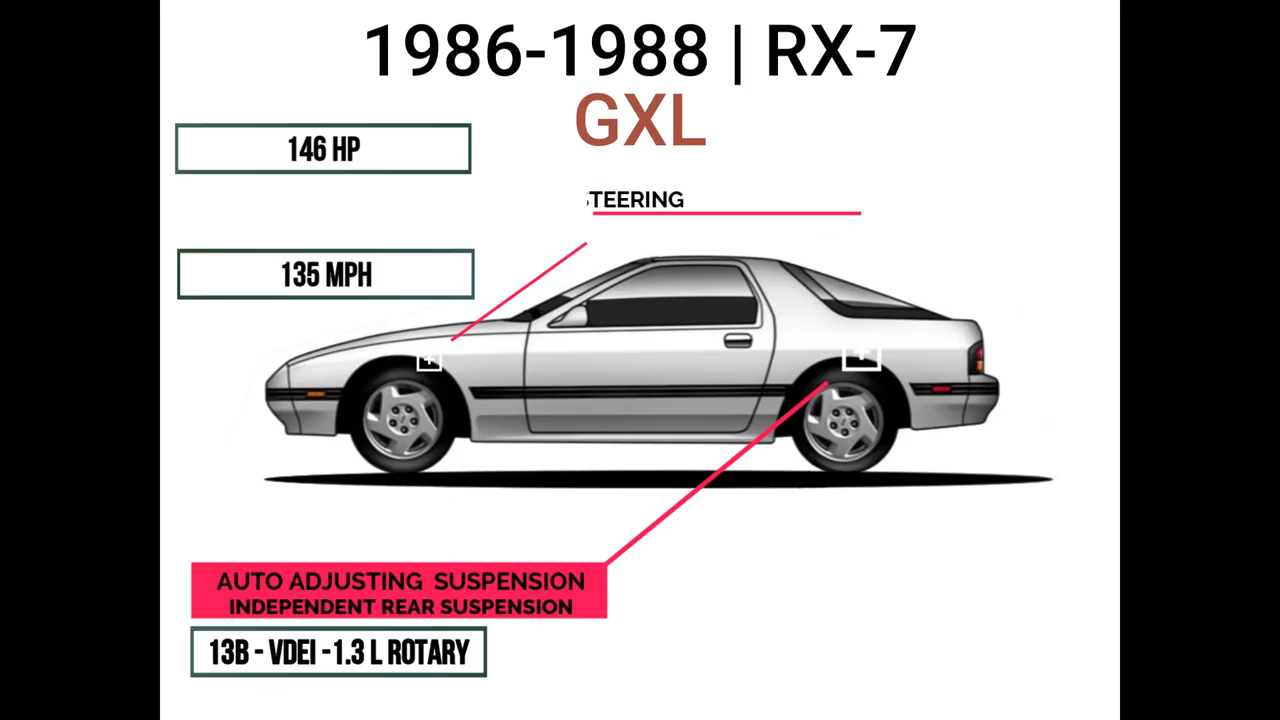 1986-1988 | RX-7
GXL
146 HP
TEERING
135 MPH
AUTO ADJUSTING SUSPENSION
INDEPENDENT REAR SUSPENSION
13B - VDEI -1.3 L ROTARY